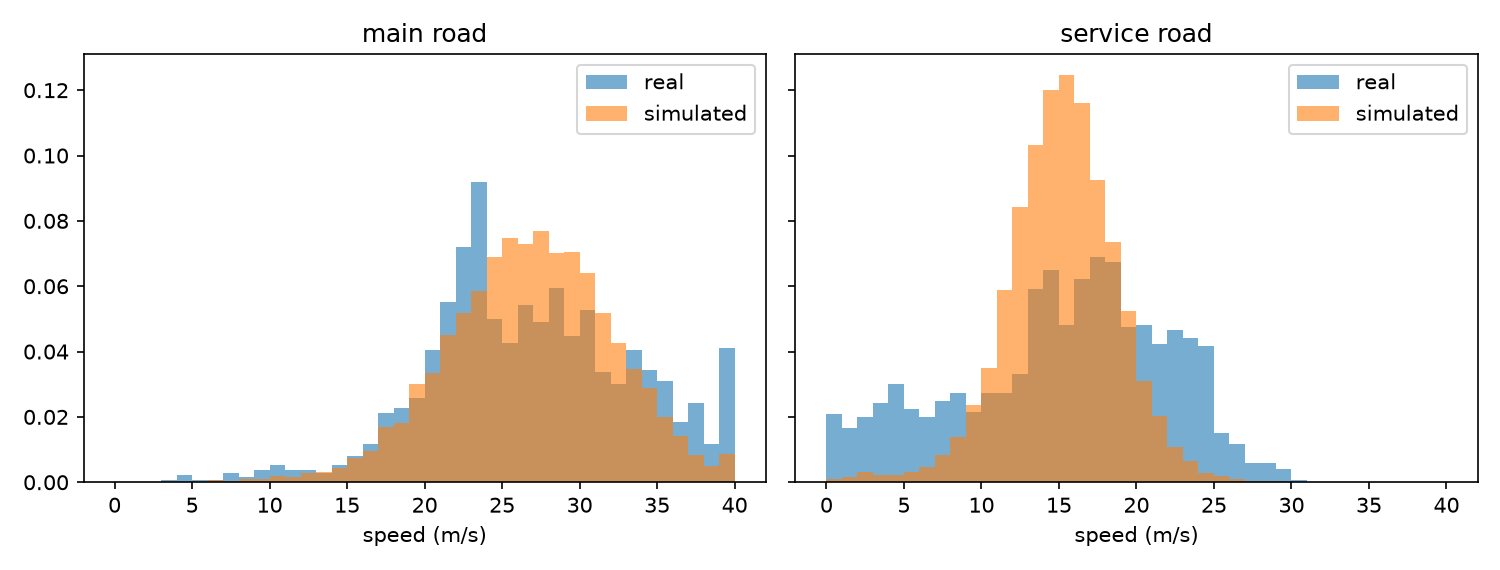 main road
service road
real
simulated
real
simulated
0.12
0.10
0.08
0.06
0.04
0.02
0.00
0 5 10 15 20 25 30 35 40
0 5 10 15 20 25 30 35 40
speed (m/s)
speed (m/s)